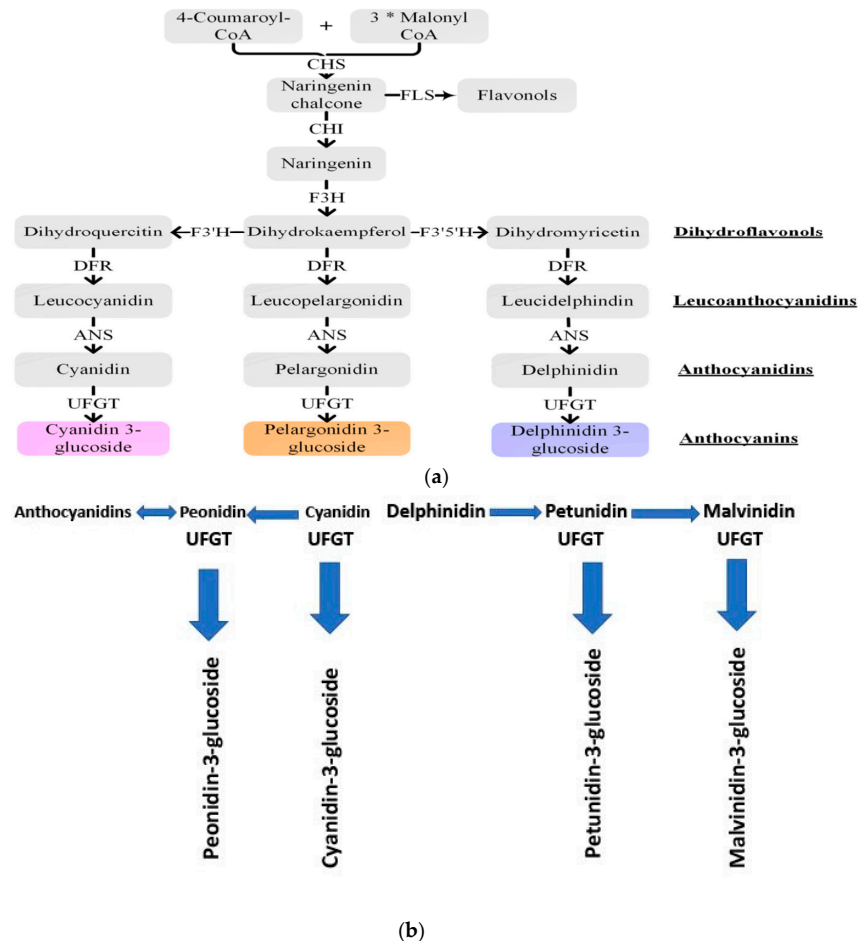 4-Coumaroyl-
CoA
+
3 * Malonyl
CoA
CHS
Naringenin
chalcone
FLS
Flavonols
CHI
Naringenin
F3H
Dihydroquercitin
F3'H
Dihydrokaempferol
F3'5'H
Dihydromyricetin
Dihydroflavonols
DFR
DFR
DFR
Leucocyanidin
Leucopelargonidin
Leucidelphindin
Leucoanthocyanidins
ANS
ANS
ANS
Cyanidin
Pelargonidin
Delphinidin
Anthocyanidins
UFGT
UFGT
UFGT
Cyanidin 3-
glucoside
Pelargonidin 3-
glucoside
Delphinidin 3-
glucoside
Anthocyanins
(a)
Anthocyanidins
Peonidin
Cyanidin
Delphinidin
Petunidin
Malvinidin
UFGT
UFGT
UFGT
UFGT
Peonidin-3-glucoside
Cyanidin-3-glucoside
Petunidin-3-glucoside
Malvinidin-3-glucoside
(b)